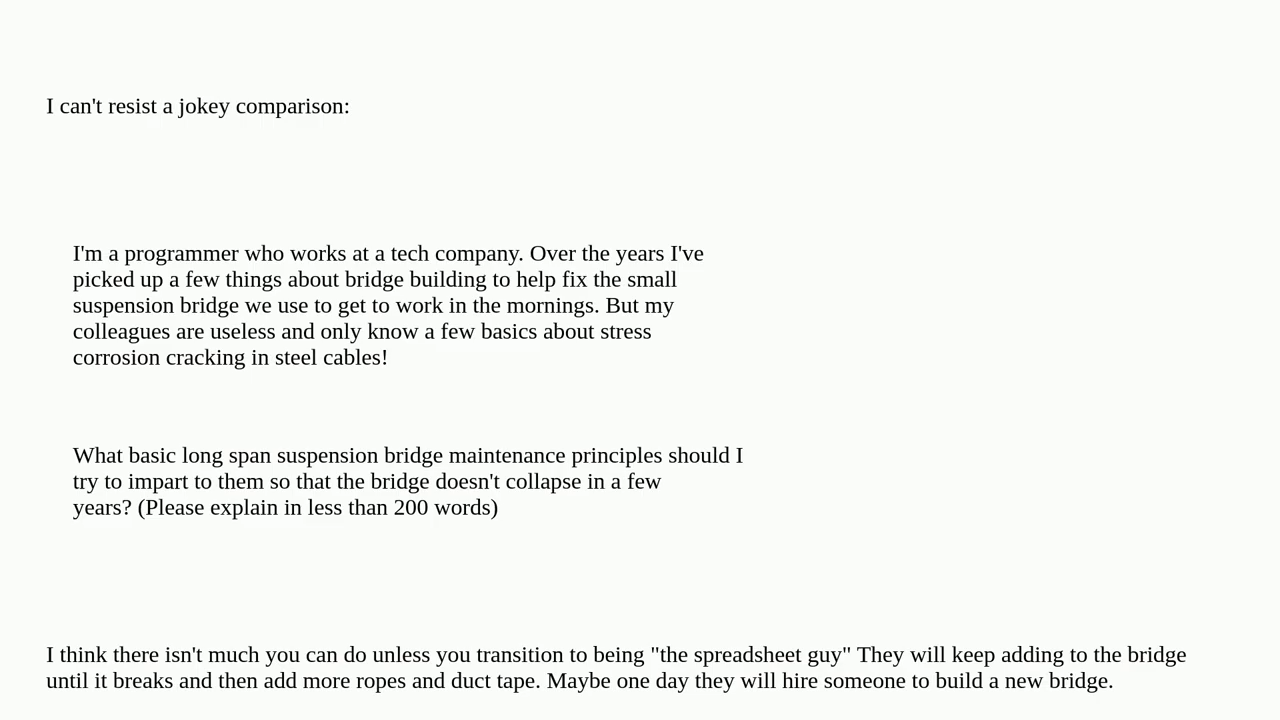 I can't resist a jokey comparison:
I'm a programmer who works at a tech company. Over the years I've
picked up a few things about bridge building to help fix the small
suspension bridge we use to get to work in the mornings. But my
colleagues are useless and only know a few basics about stress
corrosion cracking in steel cables!
What basic long span suspension bridge maintenance principles should I
try to impart to them so that the bridge doesn't collapse in a few
years? (Please explain in less than 200 words)
I think there isn't much you can do unless you transition to being "the spreadsheet guy" They will keep adding to the bridge
until it breaks and then add more ropes and duct tape. Maybe one day they will hire someone to build a new bridge.